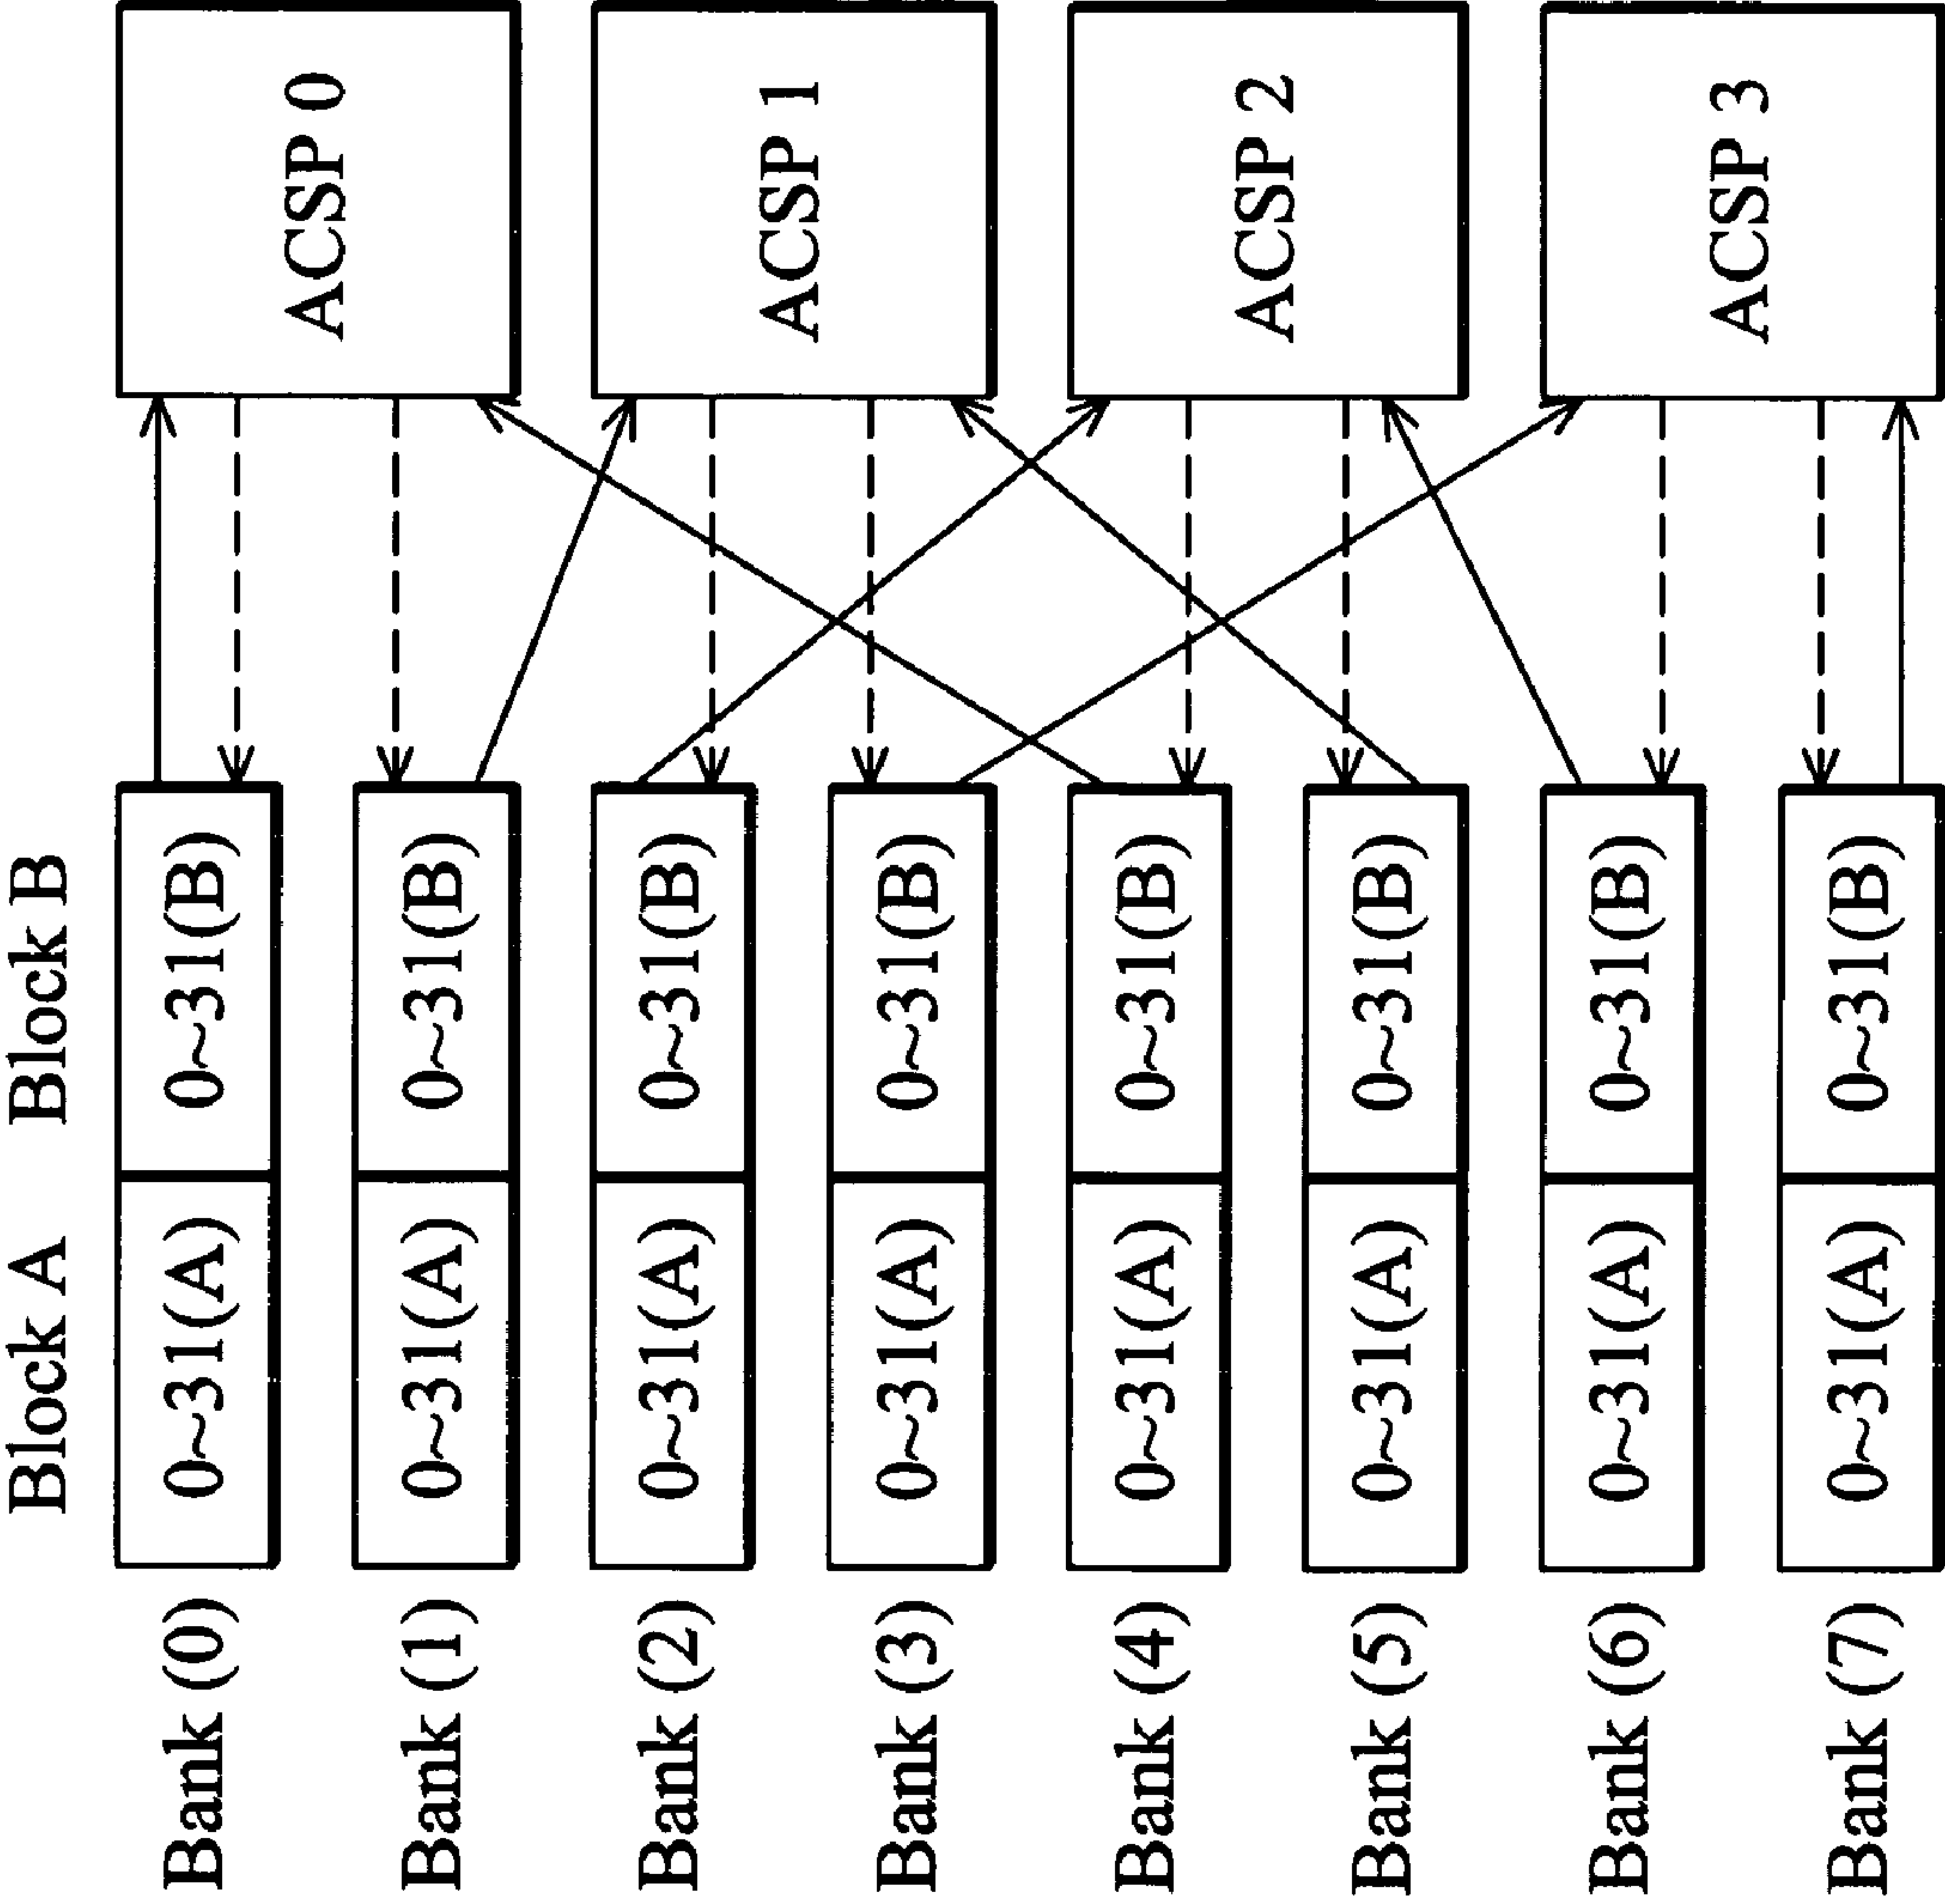 Block A
Block B
Bank (0)
0~31(A)
0~31(B)
Bank (1)
0~31(A)
0~31(B)
Bank (2)
0~31(A)
0~31(B)
Bank (3)
0~31(A)
0~31(B)
Bank (4)
0~31(A)
0~31(B)
Bank (5)
0~31(A)
0~31(B)
Bank (6)
0~31(A)
0~31(B)
Bank (7)
0~31(A)
0~31(B)
ACSP 0
ACSP 1
ACSP 2
ACSP 3